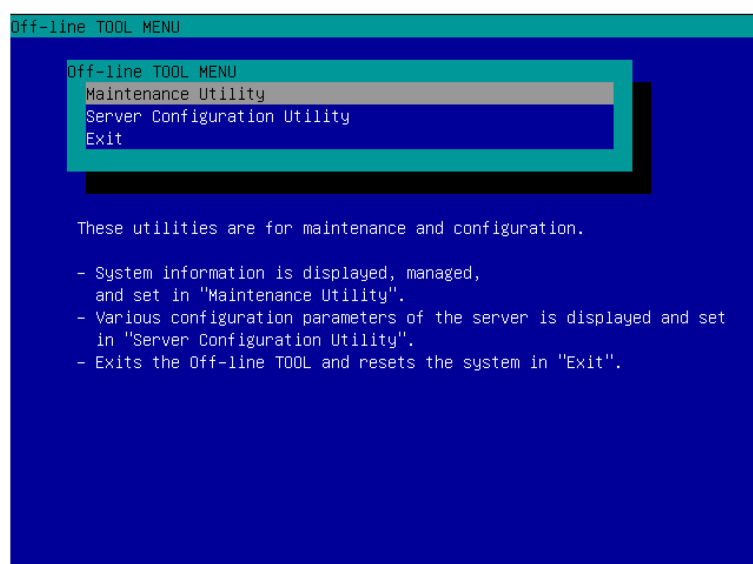 Off-line TOOL MENU
Off-line TOOL MENU
Maintenance Utility
Server Configuration Utility
Exit
These utilities are for maintenance and configuration.
- System information is displayed, managed,
and set in "Maintenance Utility".
- Various configuration parameters of the server is displayed and set
in "Server Configuration Utility".
- Exits the Off-line TOOL and resets the system in "Exit".